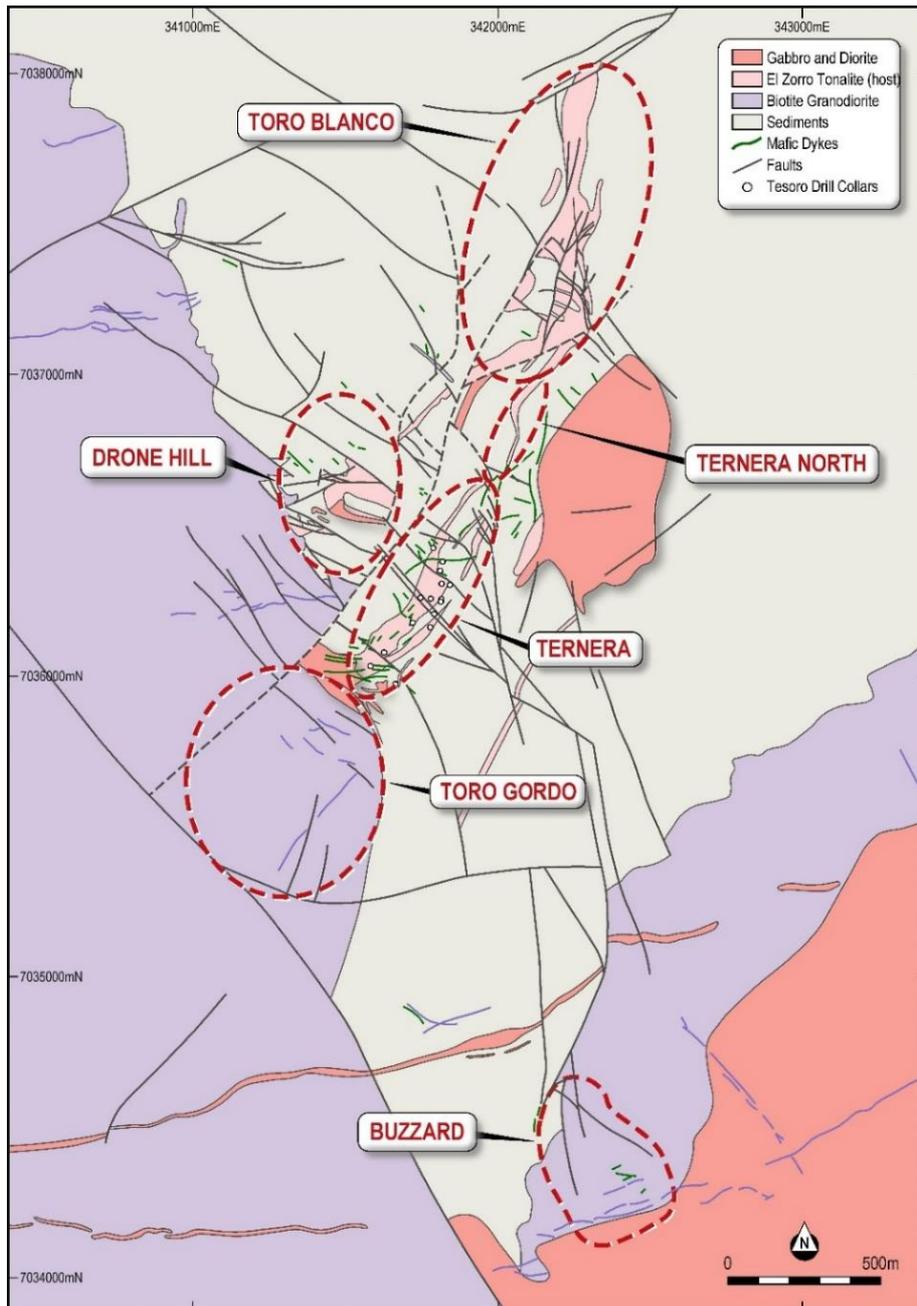 341000mE
342000mE
343000mE
7038000mN
Gabbro and Diorite
El Zorro Tonalite (host)
Biotite Granodiorite
Sediments
Mafic Dykes
Faults
Tesoro Drill Collars
TORO BLANCO
7037000mN
DRONE HILL
TERNERA NORTH
TERNERA
7036000mN
TORO GORDO
7035000mN
BUZZARD
N
0 500m
7034000mN